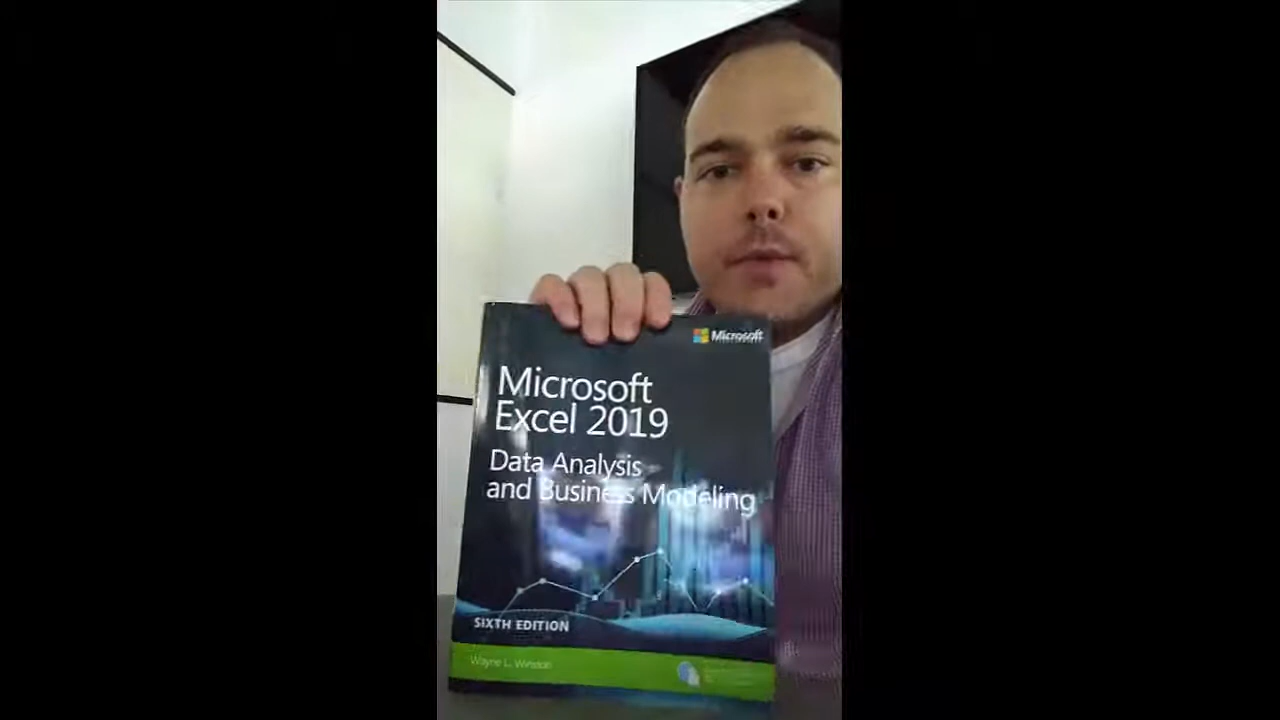 Microsoft
Microsoft
Excel 2019
Data Analysis
and Business Modeling
SIXTH EDITION
Wayne L. Winston